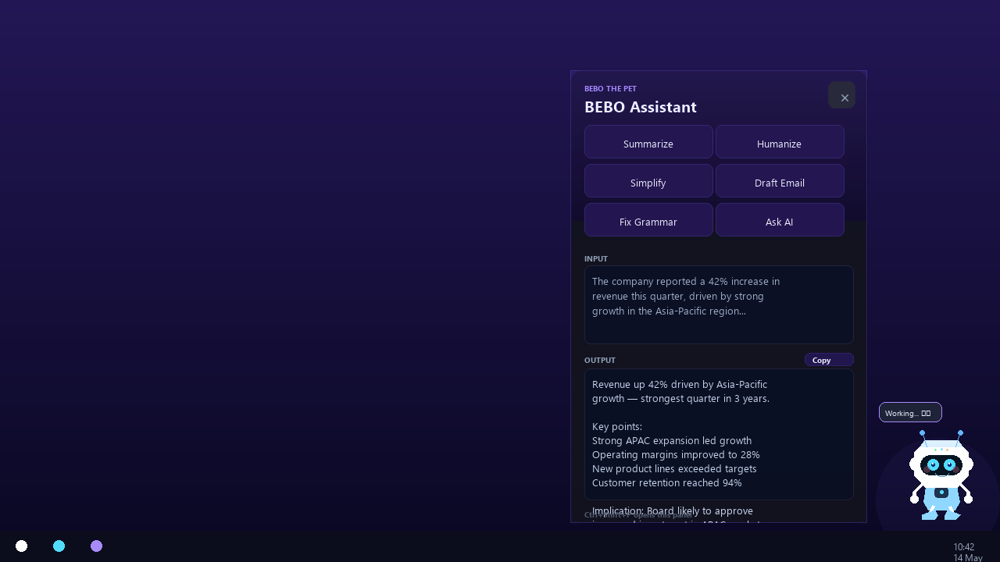 BEBO THE PET
BEBO Assistant
×
Summarize
Humanize
Simplify
Draft Email
Fix Grammar
Ask AI
INPUT
The company reported a 42% increase in
revenue this quarter, driven by strong
growth in the Asia-Pacific region...
OUTPUT
Copy
Revenue up 42% driven by Asia-Pacific
growth — strongest quarter in 3 years.
Key points:
Strong APAC expansion led growth
Operating margins improved to 28%
New product lines exceeded targets
Customer retention reached 94%
Implication: Board likely to approve
opens this panel
Working...
10:42
14 May